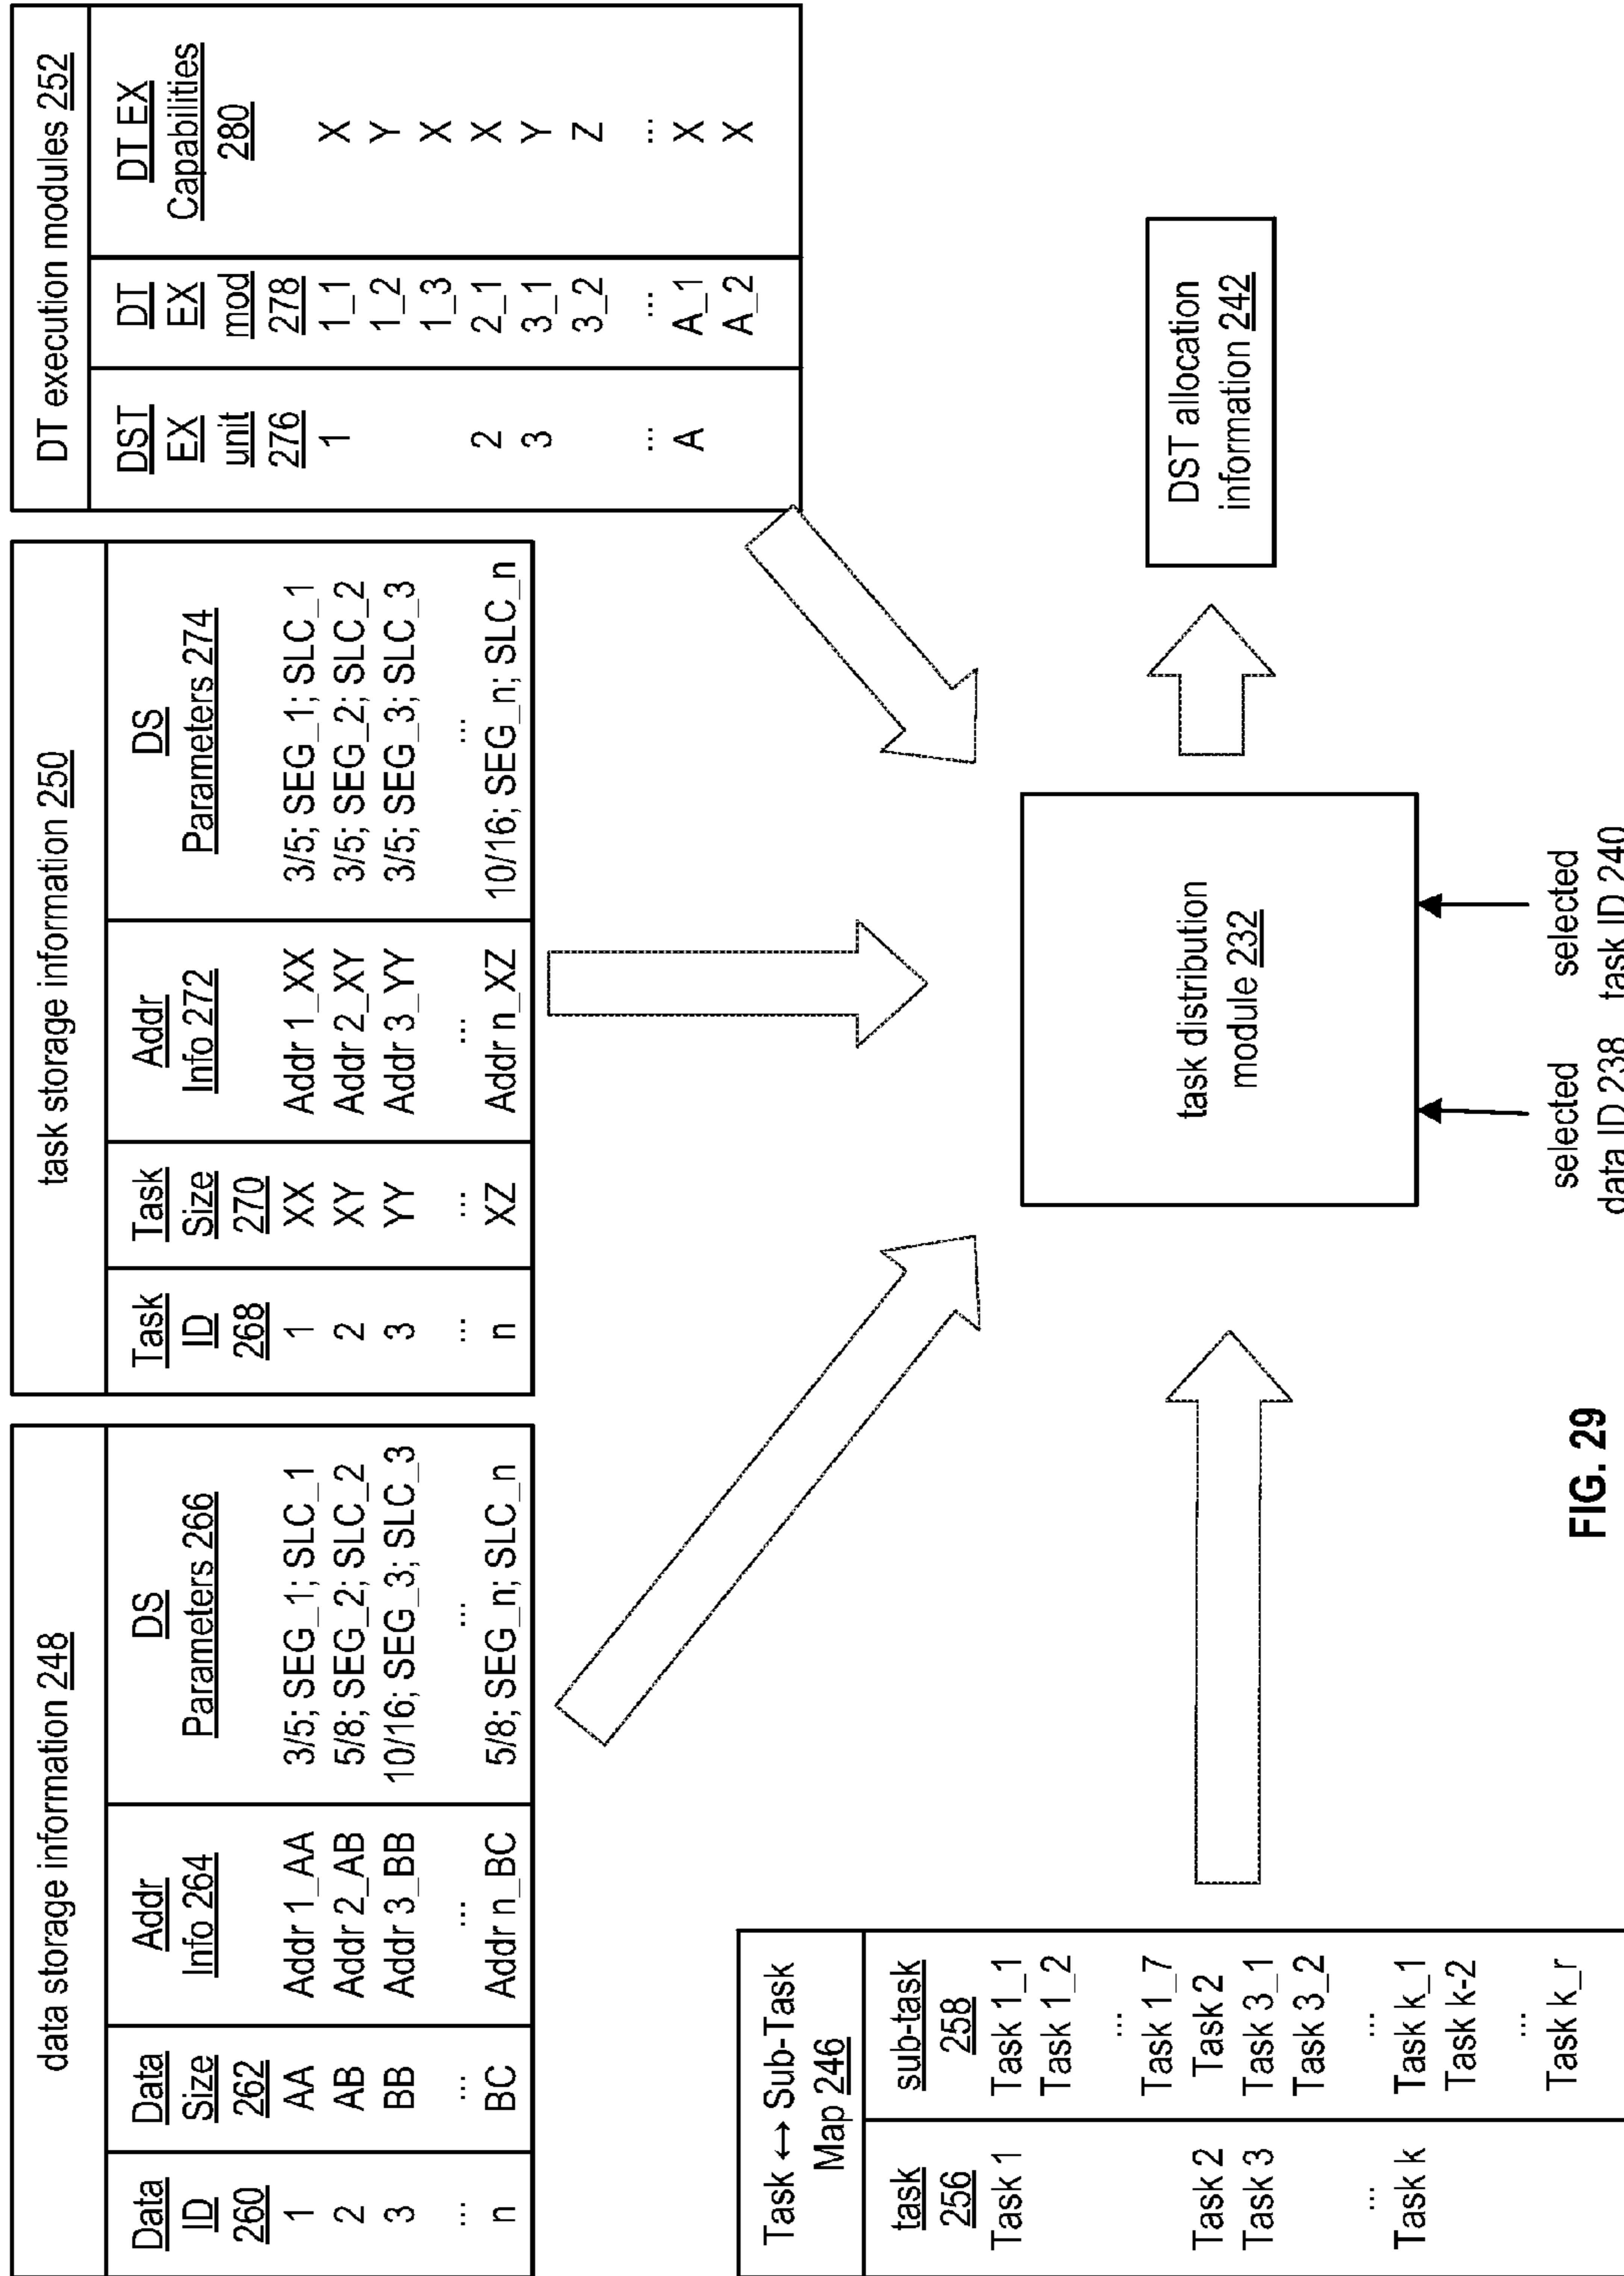 data storage information 248
Data ID 260 Data Size 262 Addr Info 264 DS Parameters 266
1 AA Addr 1_AA 3/5; SEG_1; SLC_1
2 AB Addr 2_AB 5/8; SEG_2; SLC_2
3 BB Addr 3_BB 10/16; SEG_3; SLC_3
... ... ... ...
n BC Addr n_BC 5/8; SEG_n; SLC_n
task storage information 250
Task ID 268 Task Size 270 Addr Info 272 DS Parameters 274
1 XX Addr 1_XX 3/5; SEG_1; SLC_1
2 XY Addr 2_XY 3/5; SEG_2; SLC_2
3 YY Addr 3_YY 3/5; SEG_3; SLC_3
... ... ... ...
n XZ Addr n_XZ 10/16; SEG_n; SLC_n
DT execution modules 252
DST EX unit 276 DT EX mod 278 DT EX Capabilities 280
1 1_1 X
1_2 Y
1_3 X
2 2_1 X
3 3_1 Y
3_2 Z
... ... ...
A A_1 X
A_2 X
Task ↔ Sub-Task
Map 246
task 256 sub-task 258
Task 1 Task 1_1
Task 1_2
...
Task 1_7
Task 2 Task 2
Task 3 Task 3_1
Task 3_2
... ...
Task k Task k_1
Task k-2
...
Task k_r
task distribution
module 232
DST allocation
information 242
selected
data ID 238
selected
task ID 240
FIG. 29